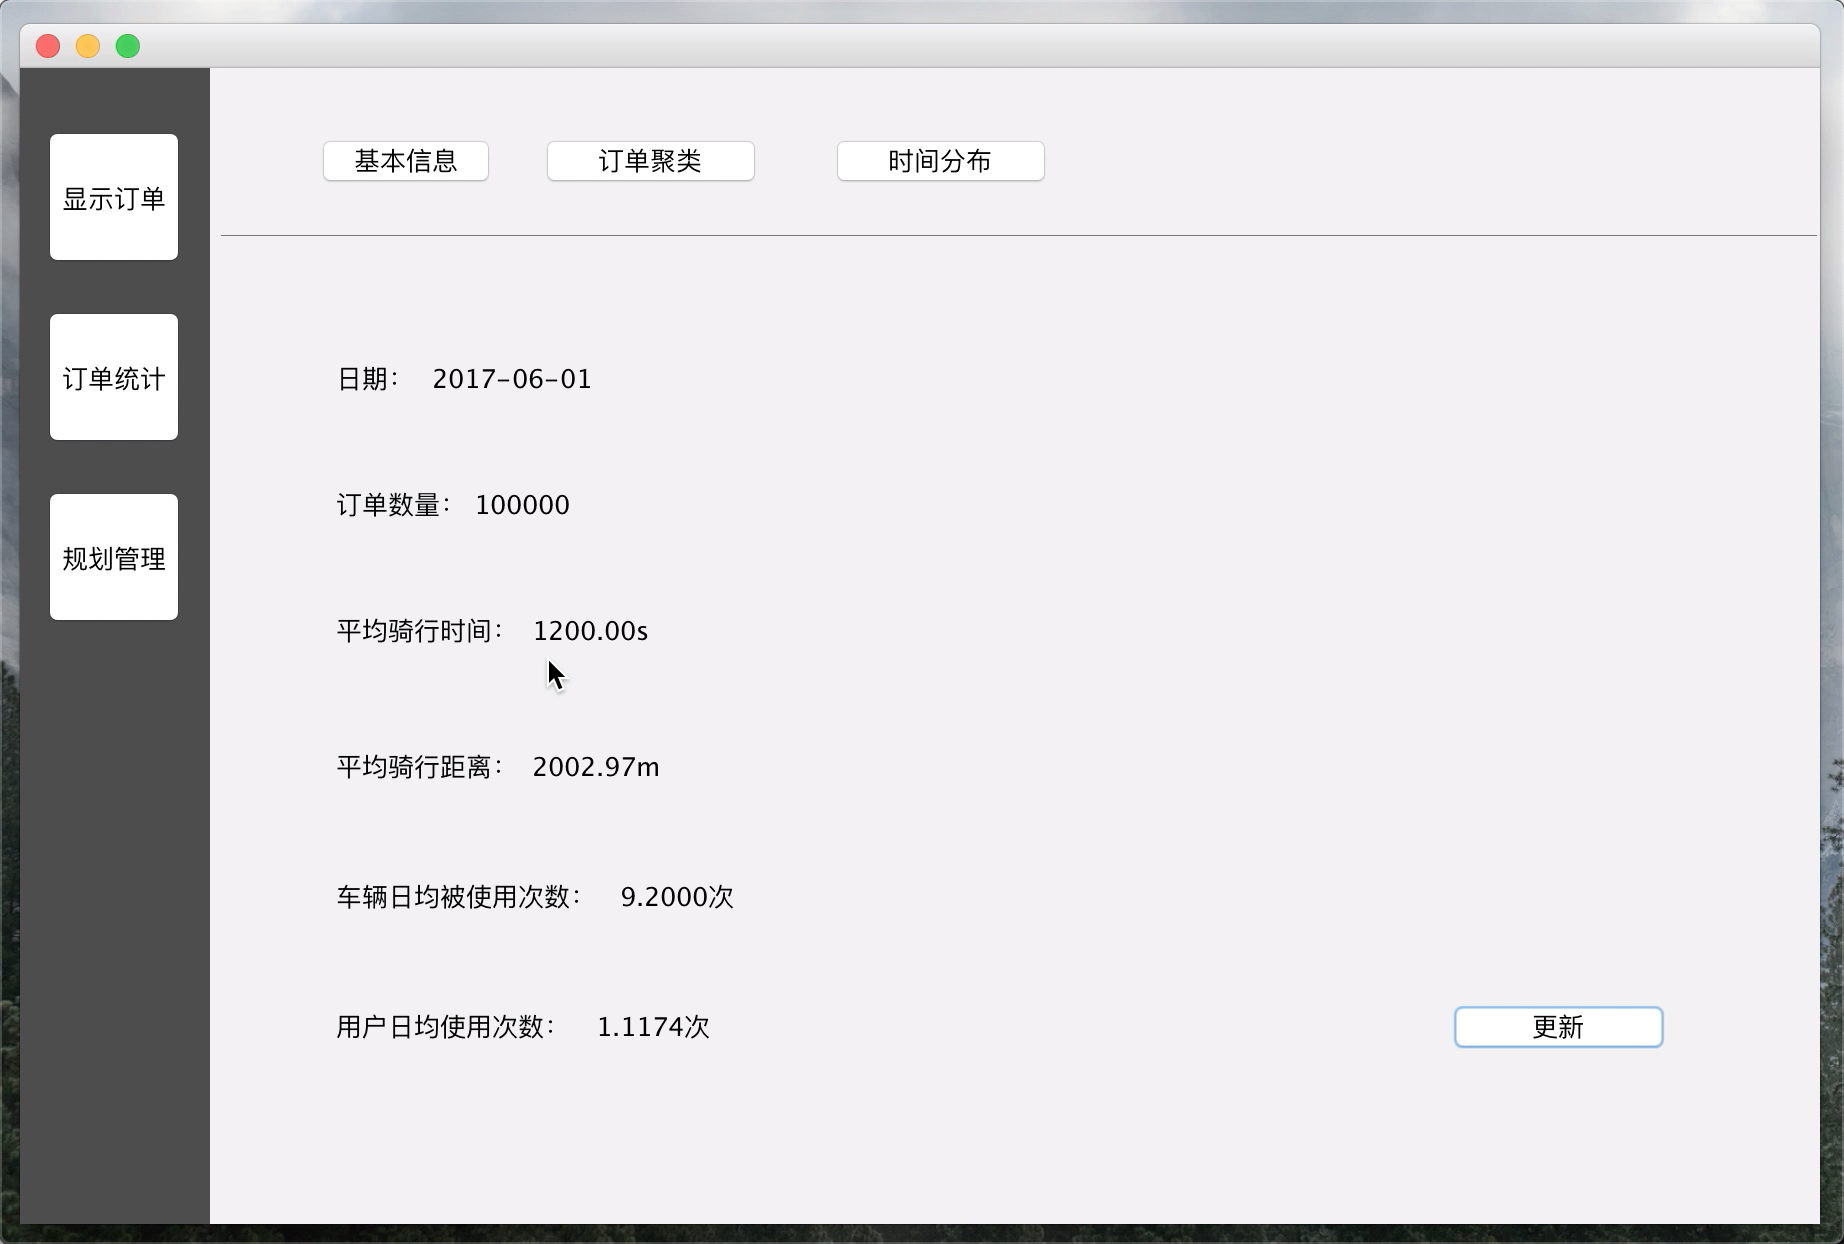 显示订单
订单统计
规划管理
基本信息 订单聚类 时间分布
日期： 2017-06-01
订单数量： 100000
平均骑行时间： 1200.00s
平均骑行距离： 2002.97m
车辆日均被使用次数： 9.2000次
用户日均使用次数： 1.1174次
更新